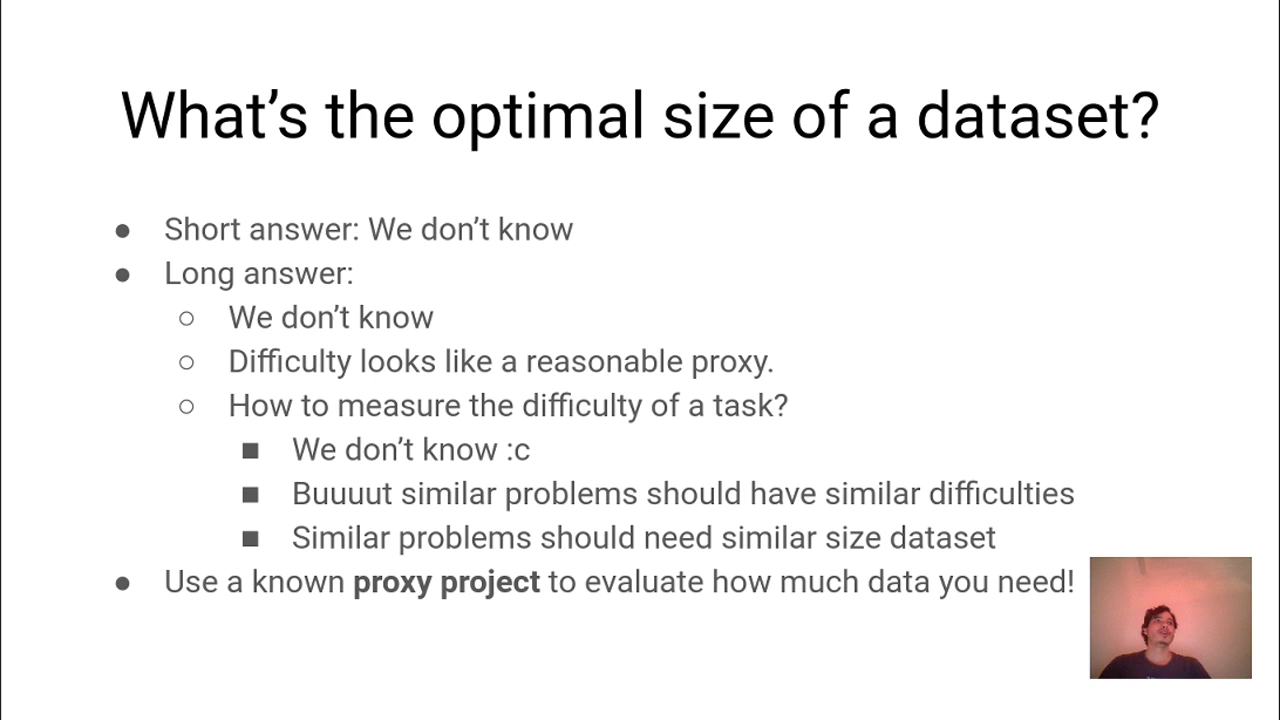 What’s the optimal size of a dataset?
● Short answer: We don’t know
● Long answer:
○ We don’t know
○ Difficulty looks like a reasonable proxy.
○ How to measure the difficulty of a task?
■ We don’t know :c
■ Buuuut similar problems should have similar difficulties
■ Similar problems should need similar size dataset
● Use a known proxy project to evaluate how much data you need!